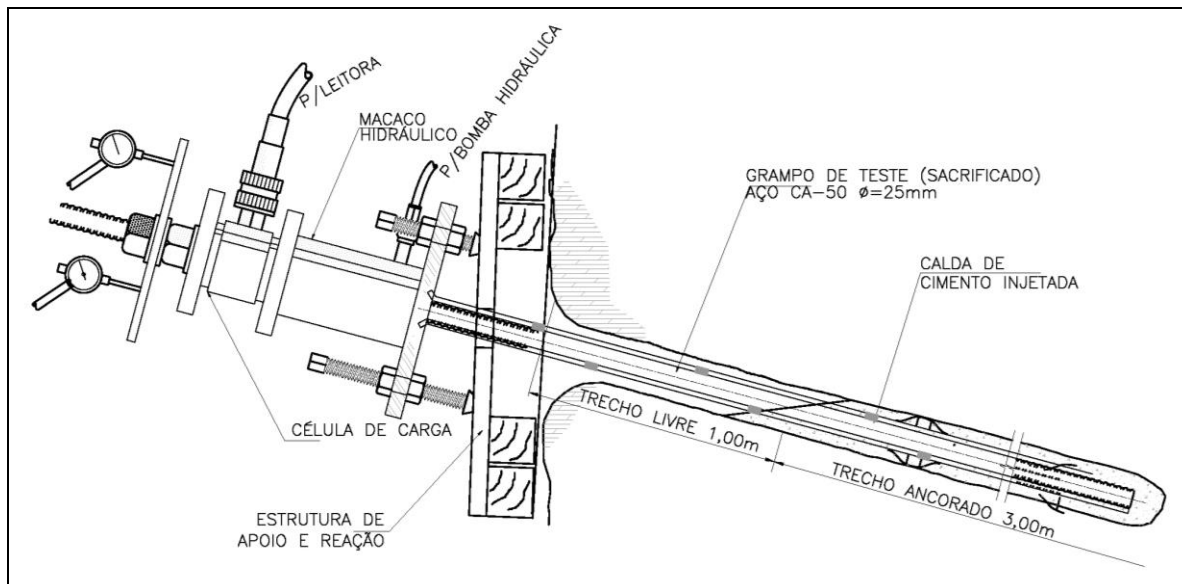 P/LEITORA
MACACO
HIDRÁULICO
P/BOMBA HIDRÁULICA
GRAMPO DE TESTE (SACRIFICADO)
AÇO CA-50 ø=25mm
CALDA DE
CIMENTO INJETADA
CÉLULA DE CARGA
TRECHO LIVRE 1,00m
TRECHO ANCORADO 3,00m
ESTRUTURA DE
APOIO E REAÇÃO